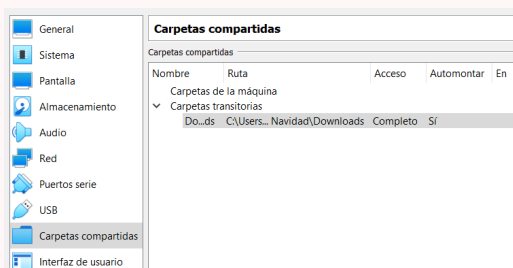 General
Sistema
Pantalla
Almacenamiento
Audio
Red
Puertos serie
USB
Carpetas compartidas
Interfaz de usuario
Carpetas compartidas
Carpetas compartidas
Nombre Ruta Acceso Automontar En
Carpetas de la máquina
Carpetas transitorias
Do...ds C:\Users... Navidad\Downloads Completo Sí